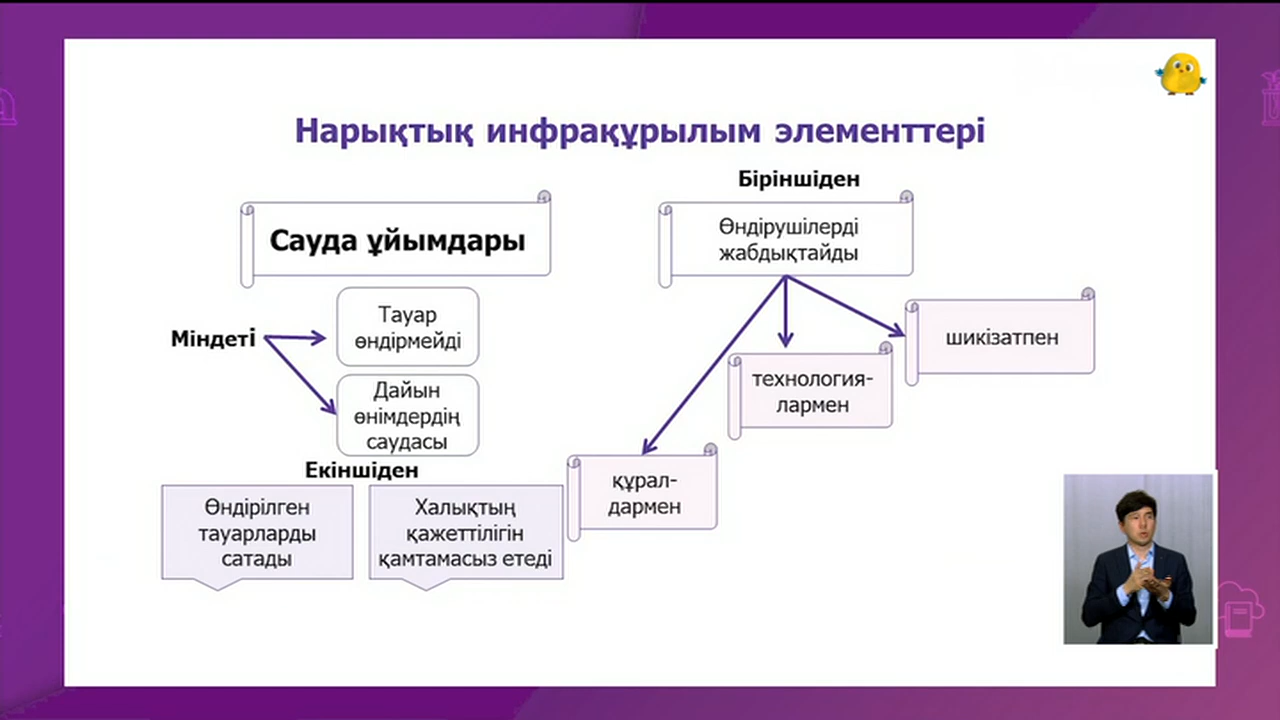 Нарықтық инфрақұрылым элементтері
Біріншіден
Сауда ұйымдары
Өндірушілерді
жабдықтайды
Міндеті
Тауар
өндірмейді
Дайын
өнімдердің
саудасы
шикізатпен
технология-
лармен
құрал-
дармен
Екіншіден
Өндірілген
тауарларды
сатады
Халықтың
қажеттілігін
қамтамасыз етеді